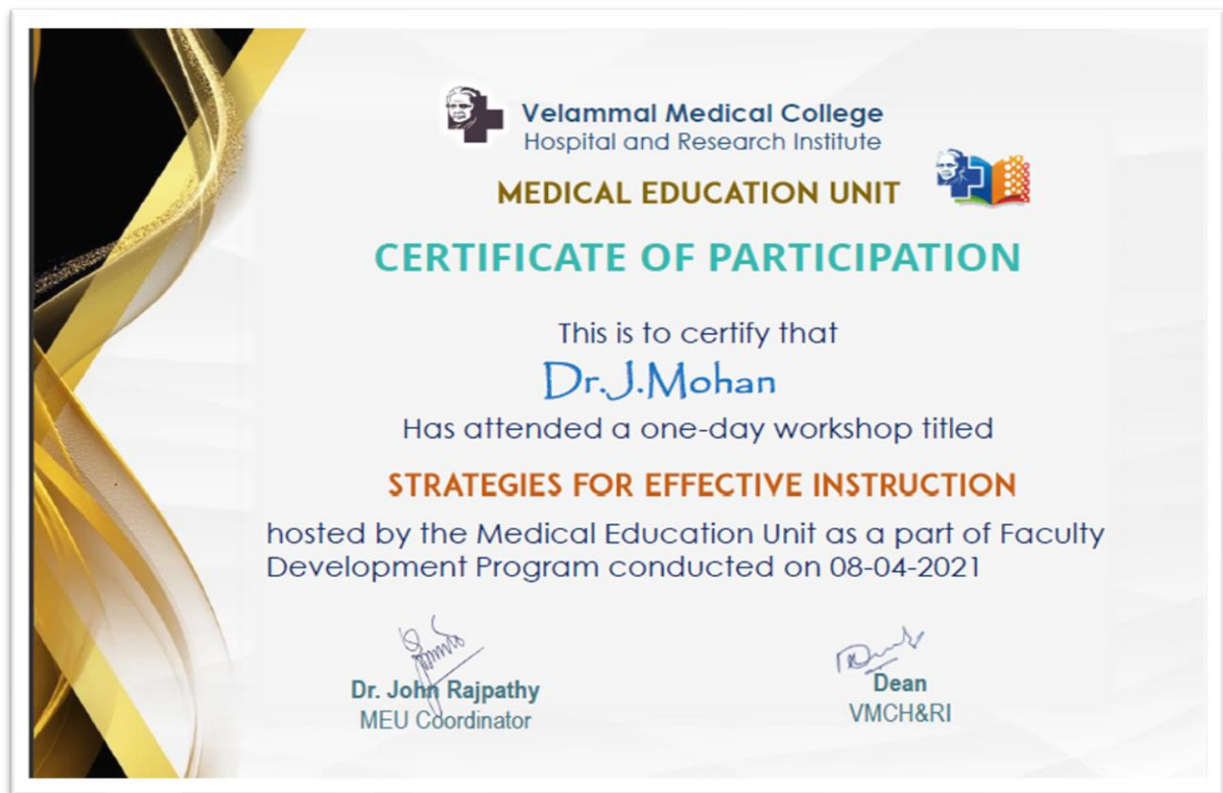 Velammal Medical College
Hospital and Research Institute
MEDICAL EDUCATION UNIT
CERTIFICATE OF PARTICIPATION
This is to certify that
Dr.J.Mohan
Has attended a one-day workshop titled
STRATEGIES FOR EFFECTIVE INSTRUCTION
hosted by the Medical Education Unit as a part of Faculty
Development Program conducted on 08-04-2021
Dr. John Rajpathy
MEU Coordinator
Dean
VMCH&RI